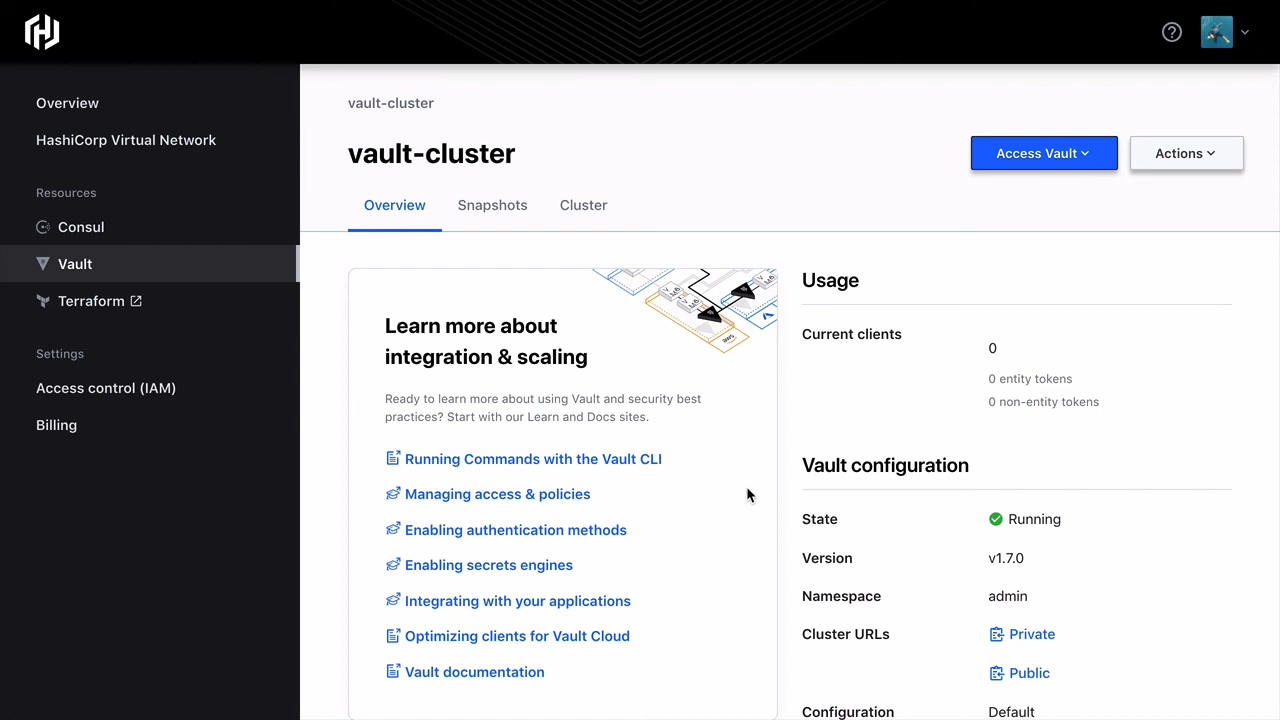 Overview
HashiCorp Virtual Network
Resources
Consul
Vault
Terraform
Settings
Access control (IAM)
Billing
vault-cluster
vault-cluster
Access Vault
Actions
Overview
Snapshots
Cluster
Learn more about
integration & scaling
Ready to learn more about using Vault and security best
practices? Start with our Learn and Docs sites.
Running Commands with the Vault CLI
Managing access & policies
Enabling authentication methods
Enabling secrets engines
Integrating with your applications
Optimizing clients for Vault Cloud
Vault documentation
Usage
Current clients
0
0 entity tokens
0 non-entity tokens
Vault configuration
State Running
Version v1.7.0
Namespace admin
Cluster URLs Private
Public
Configuration Default